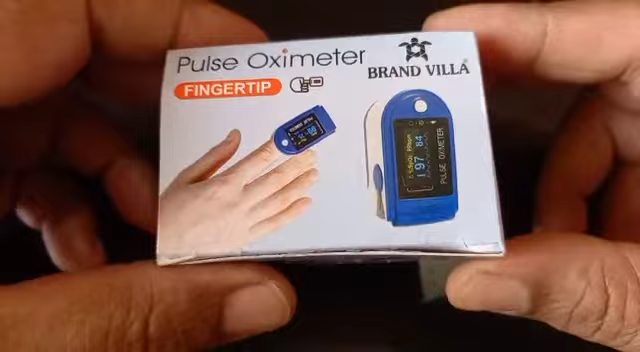 Pulse Oximeter
FINGERTIP
BRAND VILLA
97 84
PULSE OXIMETER